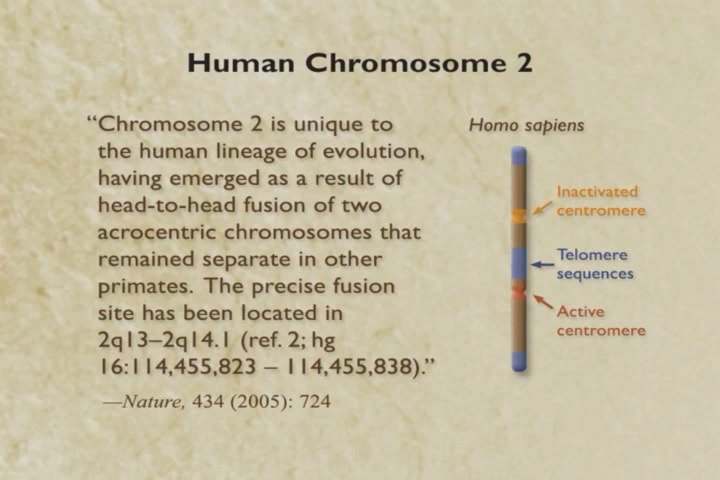 Human Chromosome 2
“Chromosome 2 is unique to
the human lineage of evolution,
having emerged as a result of
head-to-head fusion of two
acrocentric chromosomes that
remained separate in other
primates. The precise fusion
site has been located in
2q13–2q14.1 (ref. 2; hg
16:114,455,823 – 114,455,838).”
—Nature, 434 (2005): 724
Homo sapiens
Inactivated
centromere
Telomere
sequences
Active
centromere